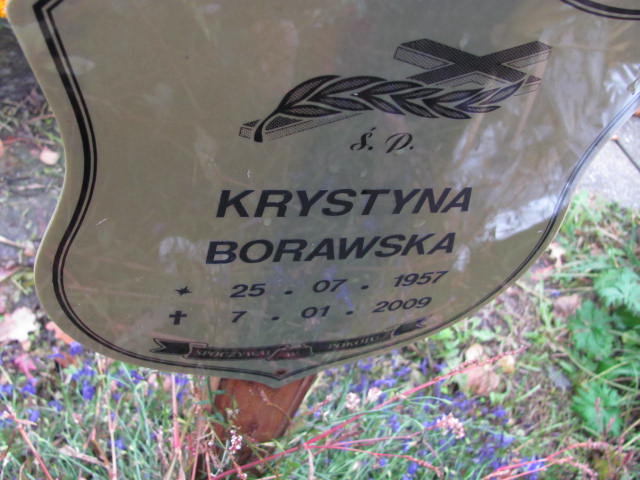 Ś. P.
KRYSTYNA
BORAWSKA
25 - 07 - 1957
7 - 01 - 2009
SPOCZYWAJ W POKOJU